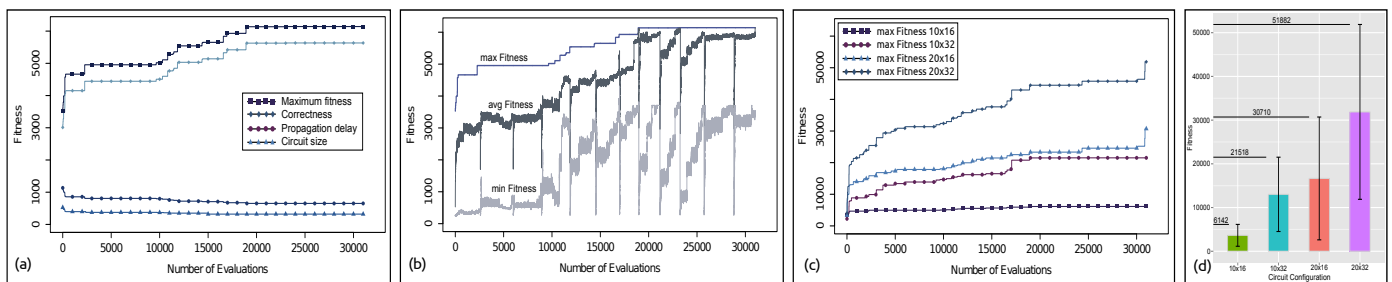 5000
3000
1000
0
Fitness
Maximum fitness
Correctness
Propagation delay
Circuit size
0 5000 10000 15000 20000 25000 30000
Number of Evaluations
(a)
5000
3000
1000
0
Fitness
max Fitness
avg Fitness
min Fitness
0 5000 10000 15000 20000 25000 30000
Number of Evaluations
(b)
50000
30000
10000
0
Fitness
max Fitness 10x16
max Fitness 10x32
max Fitness 20x16
max Fitness 20x32
0 5000 10000 15000 20000 25000 30000
Number of Evaluations
(c)
51882
50000
40000
30710
30000
21518
20000
10000
6142
0
Fitness
10x16 10x32 20x16 20x32
Circuit Configuration
(d)